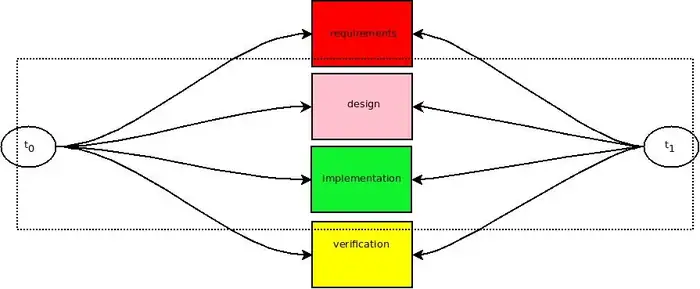 requirements
design
t0
t1
Implementation
verification